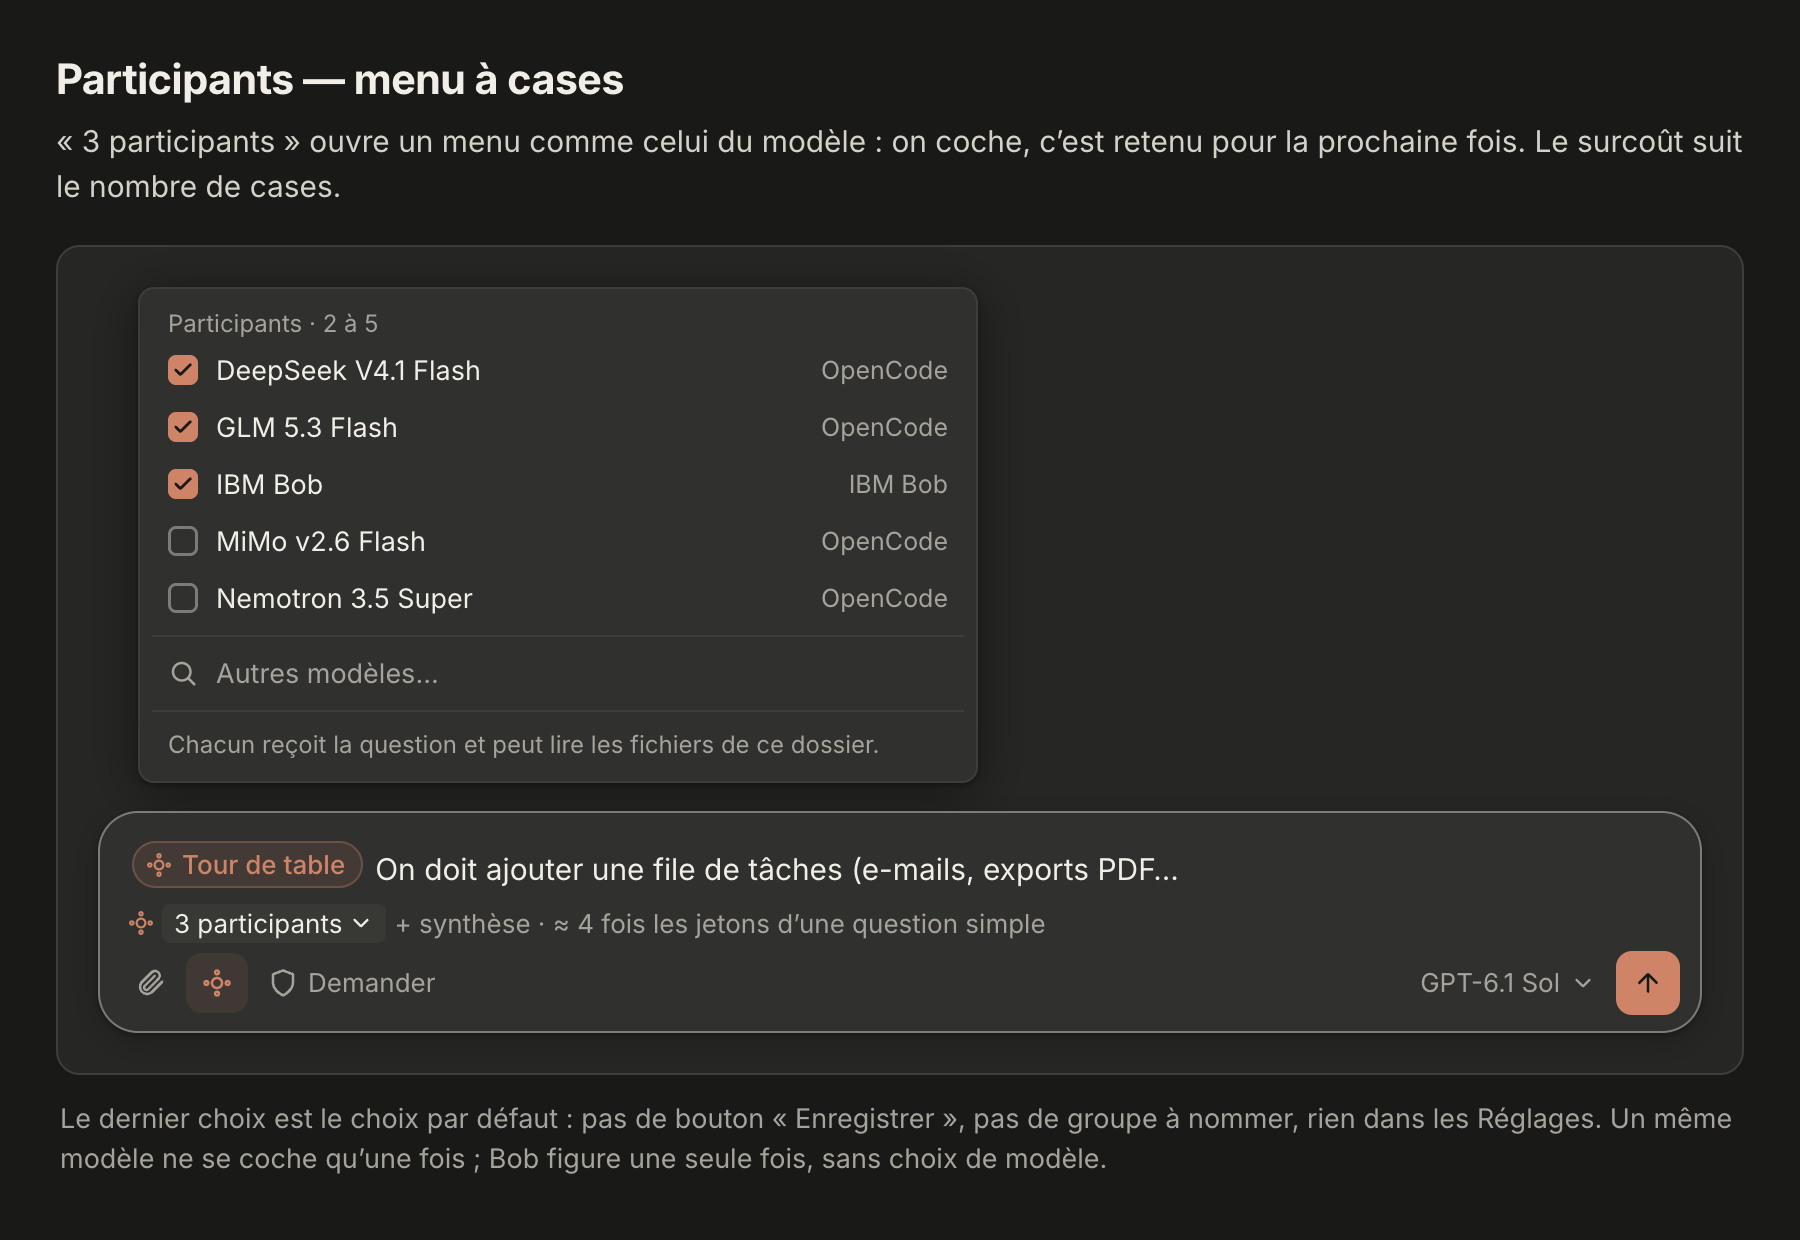 Participants — menu à cases
« 3 participants » ouvre un menu comme celui du modèle : on coche, c’est retenu pour la prochaine fois. Le surcoût suit
le nombre de cases.
Participants · 2 à 5
DeepSeek V4.1 Flash OpenCode
GLM 5.3 Flash OpenCode
IBM Bob IBM Bob
MiMo v2.6 Flash OpenCode
Nemotron 3.5 Super OpenCode
Autres modèles…
Chacun reçoit la question et peut lire les fichiers de ce dossier.
Tour de table On doit ajouter une file de tâches (e-mails, exports PDF…
3 participants + synthèse · ≈ 4 fois les jetons d’une question simple
Demander GPT-6.1 Sol
Le dernier choix est le choix par défaut : pas de bouton « Enregistrer », pas de groupe à nommer, rien dans les Réglages. Un même
modèle ne se coche qu’une fois ; Bob figure une seule fois, sans choix de modèle.